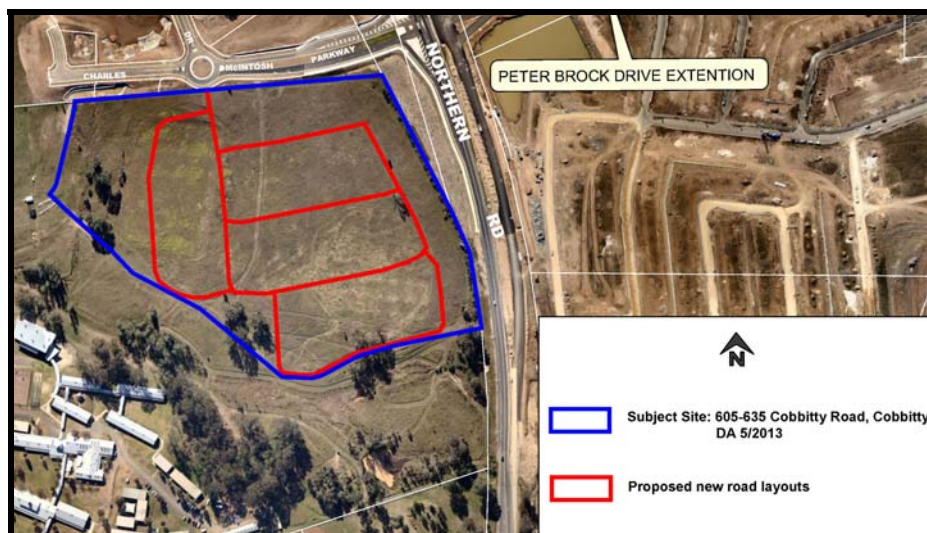 DR
CHARLES
McINTOSH
PARKWAY
NORTHERN
RD
PETER BROCK DRIVE EXTENTION
N
Subject Site: 605-635 Cobbitty Road, Cobbitty
DA 5/2013
Proposed new road layouts